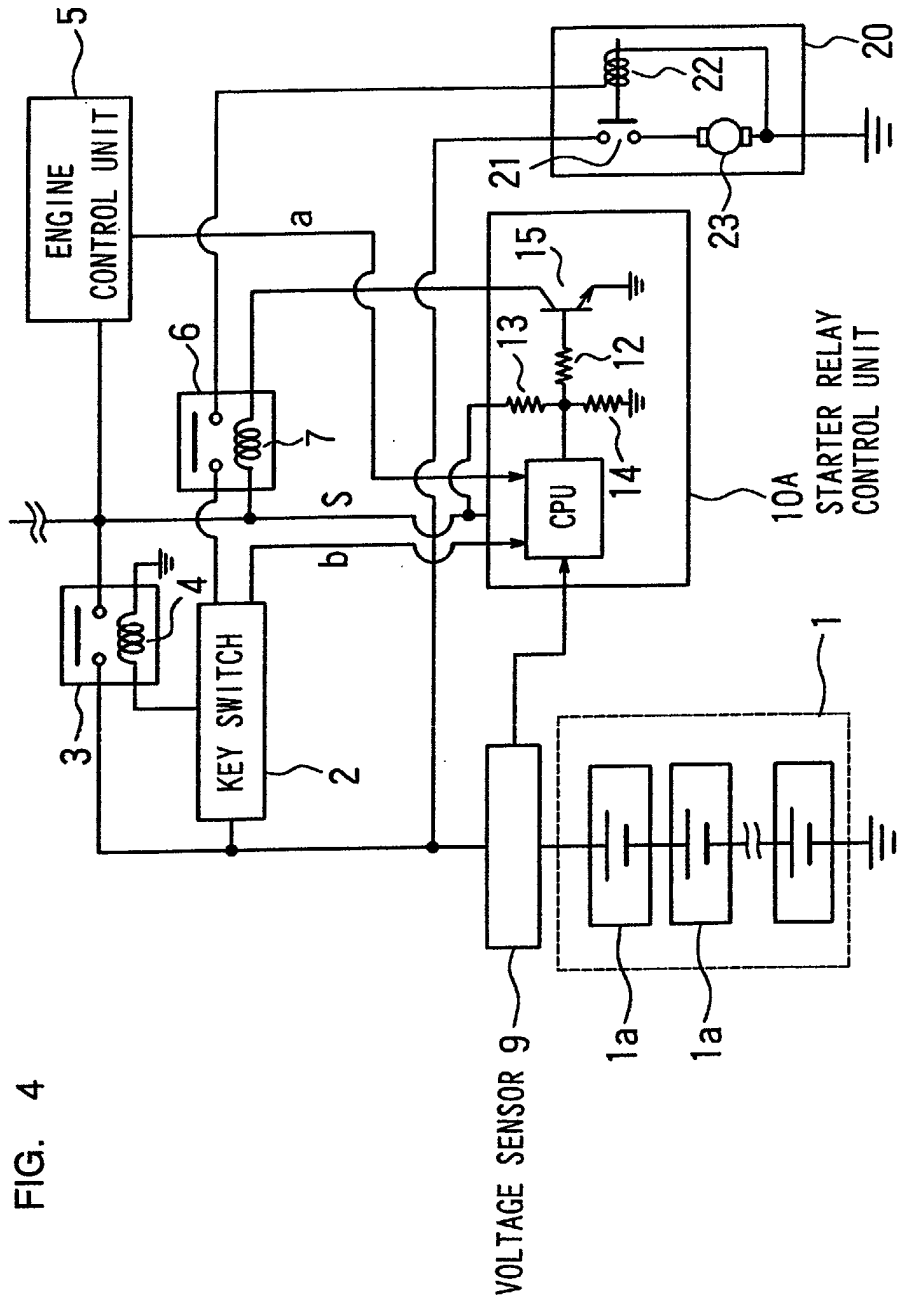 FIG. 4
5
ENGINE
CONTROL UNIT
a
6
7
3
4
KEY SWITCH
2
b
S
20
22
21
23
15
13
12
14
CPU
10A
STARTER RELAY
CONTROL UNIT
VOLTAGE SENSOR 9
1
1a
1a